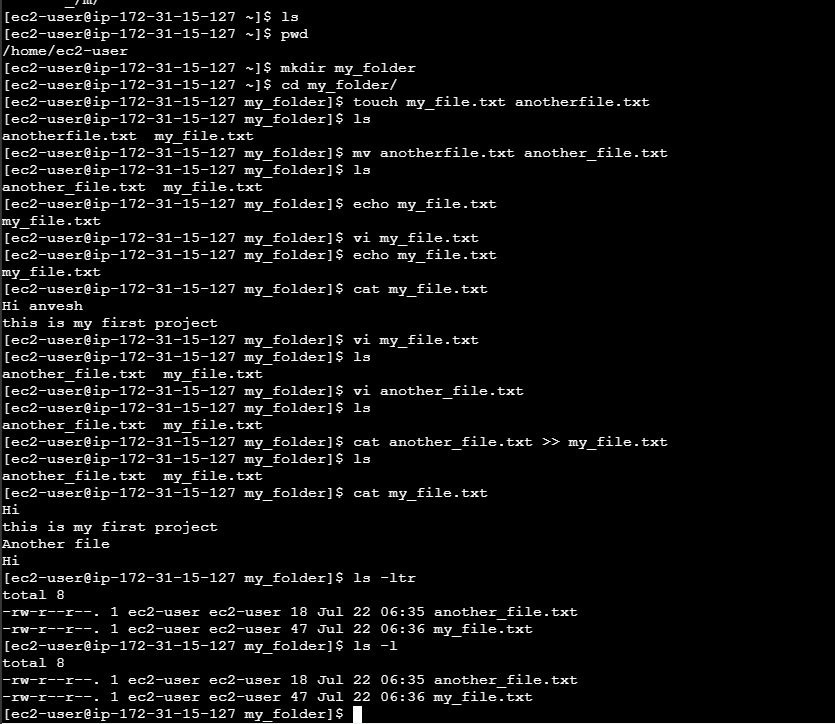 _/m/
[ec2-user@ip-172-31-15-127 ~]$ ls
[ec2-user@ip-172-31-15-127 ~]$ pwd
/home/ec2-user
[ec2-user@ip-172-31-15-127 ~]$ mkdir my_folder
[ec2-user@ip-172-31-15-127 ~]$ cd my_folder/
[ec2-user@ip-172-31-15-127 my_folder]$ touch my_file.txt anotherfile.txt
[ec2-user@ip-172-31-15-127 my_folder]$ ls
anotherfile.txt  my_file.txt
[ec2-user@ip-172-31-15-127 my_folder]$ mv anotherfile.txt another_file.txt
[ec2-user@ip-172-31-15-127 my_folder]$ ls
another_file.txt  my_file.txt
[ec2-user@ip-172-31-15-127 my_folder]$ echo my_file.txt
my_file.txt
[ec2-user@ip-172-31-15-127 my_folder]$ vi my_file.txt
[ec2-user@ip-172-31-15-127 my_folder]$ echo my_file.txt
my_file.txt
[ec2-user@ip-172-31-15-127 my_folder]$ cat my_file.txt
Hi anvesh
this is my first project
[ec2-user@ip-172-31-15-127 my_folder]$ vi my_file.txt
[ec2-user@ip-172-31-15-127 my_folder]$ ls
another_file.txt  my_file.txt
[ec2-user@ip-172-31-15-127 my_folder]$ vi another_file.txt
[ec2-user@ip-172-31-15-127 my_folder]$ ls
another_file.txt  my_file.txt
[ec2-user@ip-172-31-15-127 my_folder]$ cat another_file.txt >> my_file.txt
[ec2-user@ip-172-31-15-127 my_folder]$ ls
another_file.txt  my_file.txt
[ec2-user@ip-172-31-15-127 my_folder]$ cat my_file.txt
Hi
this is my first project
Another file
Hi
[ec2-user@ip-172-31-15-127 my_folder]$ ls -ltr
total 8
-rw-r--r--. 1 ec2-user ec2-user 18 Jul 22 06:35 another_file.txt
-rw-r--r--. 1 ec2-user ec2-user 47 Jul 22 06:36 my_file.txt
[ec2-user@ip-172-31-15-127 my_folder]$ ls -l
total 8
-rw-r--r--. 1 ec2-user ec2-user 18 Jul 22 06:35 another_file.txt
-rw-r--r--. 1 ec2-user ec2-user 47 Jul 22 06:36 my_file.txt
[ec2-user@ip-172-31-15-127 my_folder]$